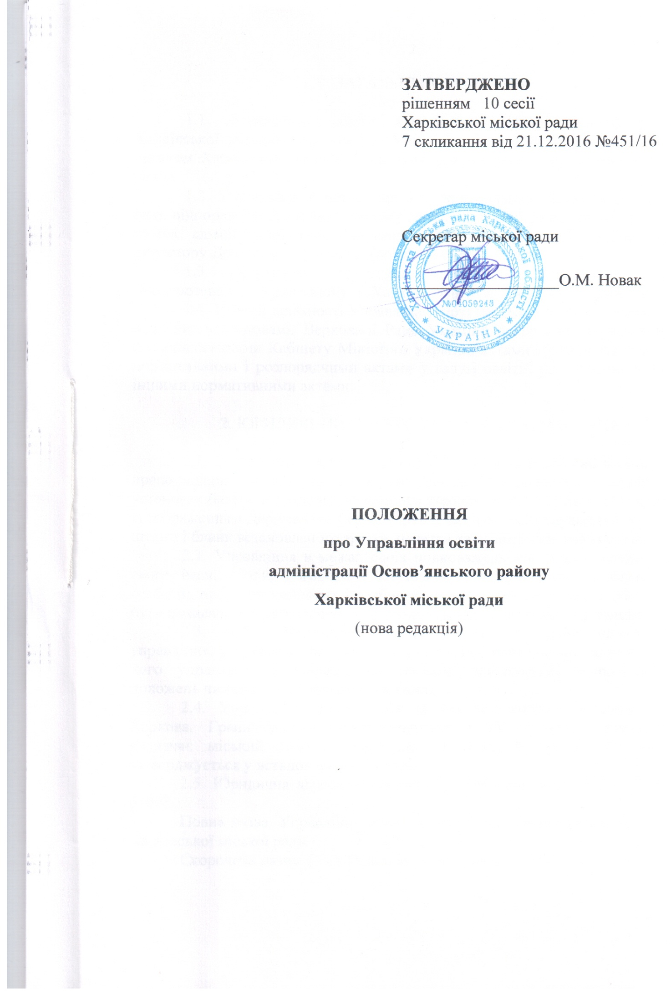 ЗАТВЕРДЖЕНО
рішенням 10 сесії
Харківської міської ради
7 скликання від 21.12.2016 №451/16
Секретар міської ради
О.М. Новак
Харківська міська рада Харківської області
№04059243
* УКРАЇНА *
ПОЛОЖЕННЯ
про Управління освіти
адміністрації Основ’янського району
Харківської міської ради
(нова редакція)